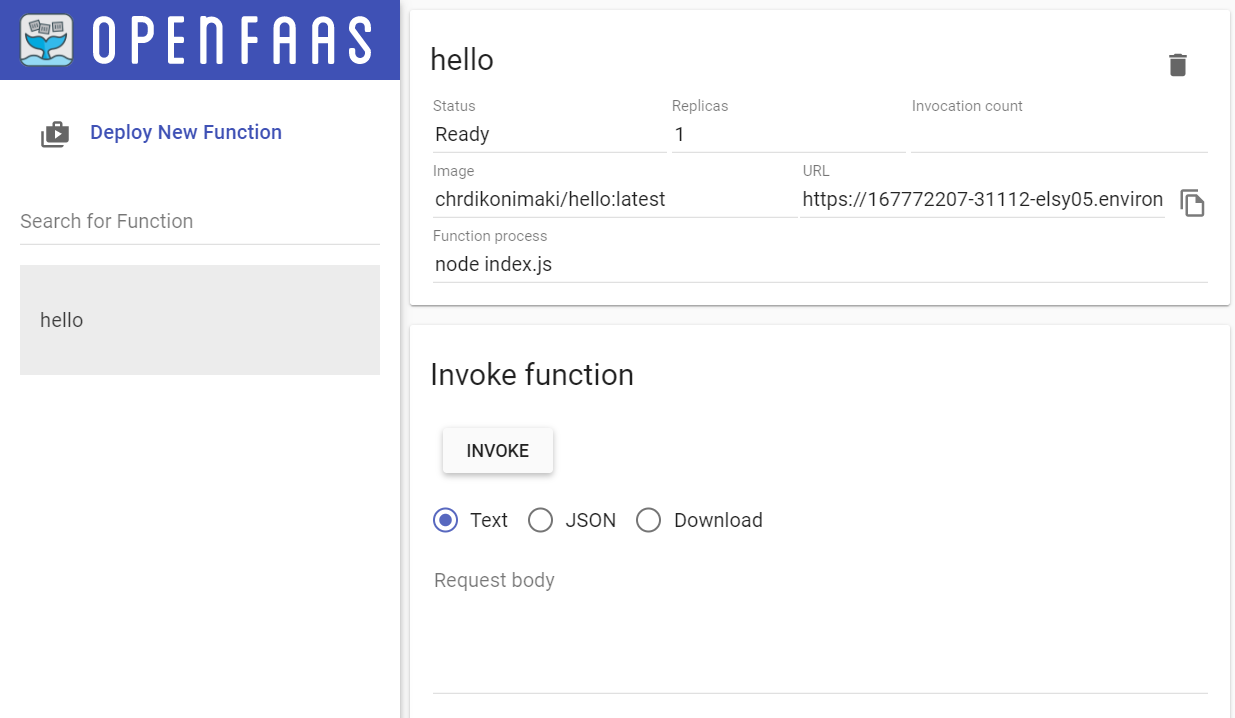 OPENFAAS
Deploy New Function
Search for Function
hello
hello
Status Replicas Invocation count
Ready 1
Image URL
chrdikonimaki/hello:latest https://167772207-31112-elsy05.environ
Function process
node index.js
Invoke function
INVOKE
Text JSON Download
Request body